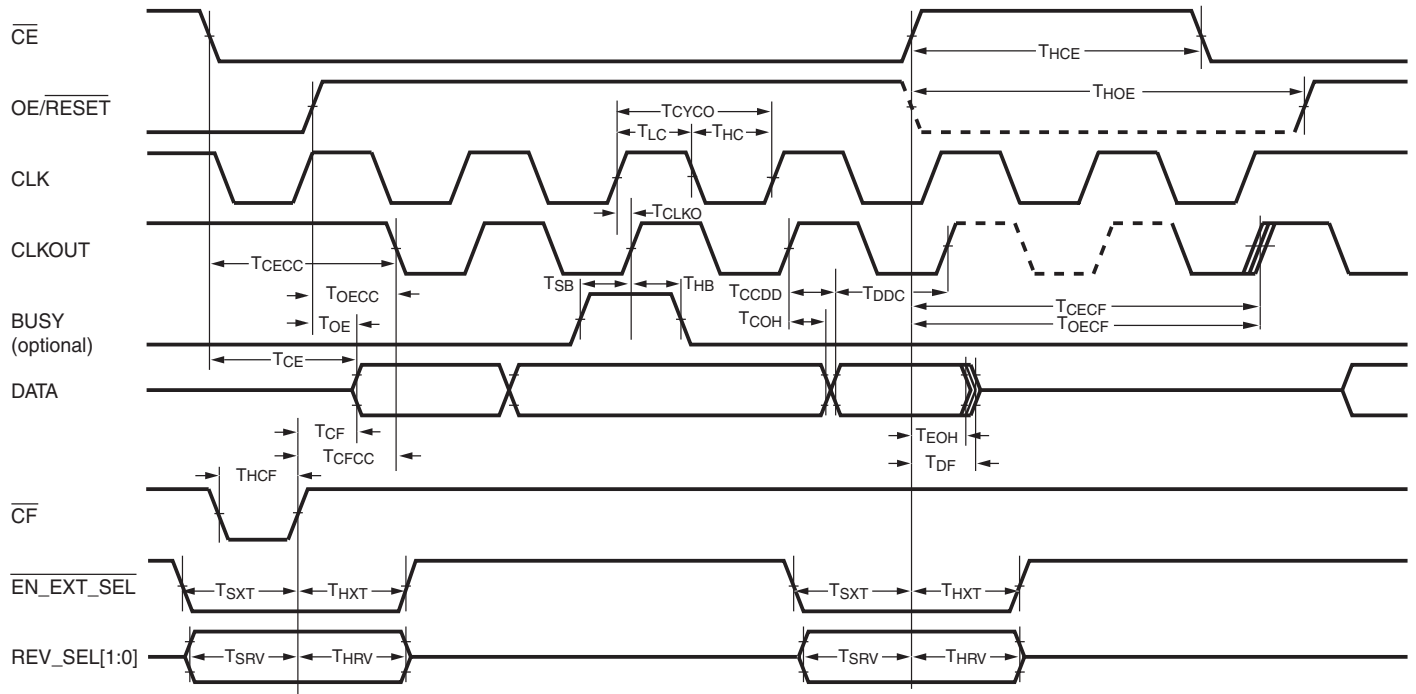 CE
THCE
OE/RESET
THOE
TCYCO
TLC
THC
CLK
TCLKO
CLKOUT
TCECC
TSB
THB
TCCDD
TDDC
TOECC
TCECF
TCOH
TOECF
BUSY
(optional)
TOE
TCE
DATA
TCF
TEOH
TCFCC
TDF
THCF
CF
EN_EXT_SEL
TSXT
THXT
TSXT
THXT
REV_SEL[1:0]
TSRV
THRV
TSRV
THRV